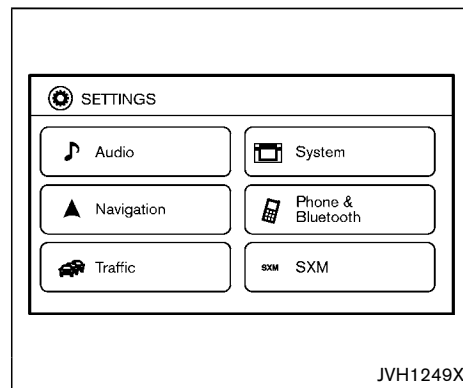 SETTINGS
Audio
System
Navigation
Phone &
Bluetooth
Traffic
SXM SXM
JVH1249X